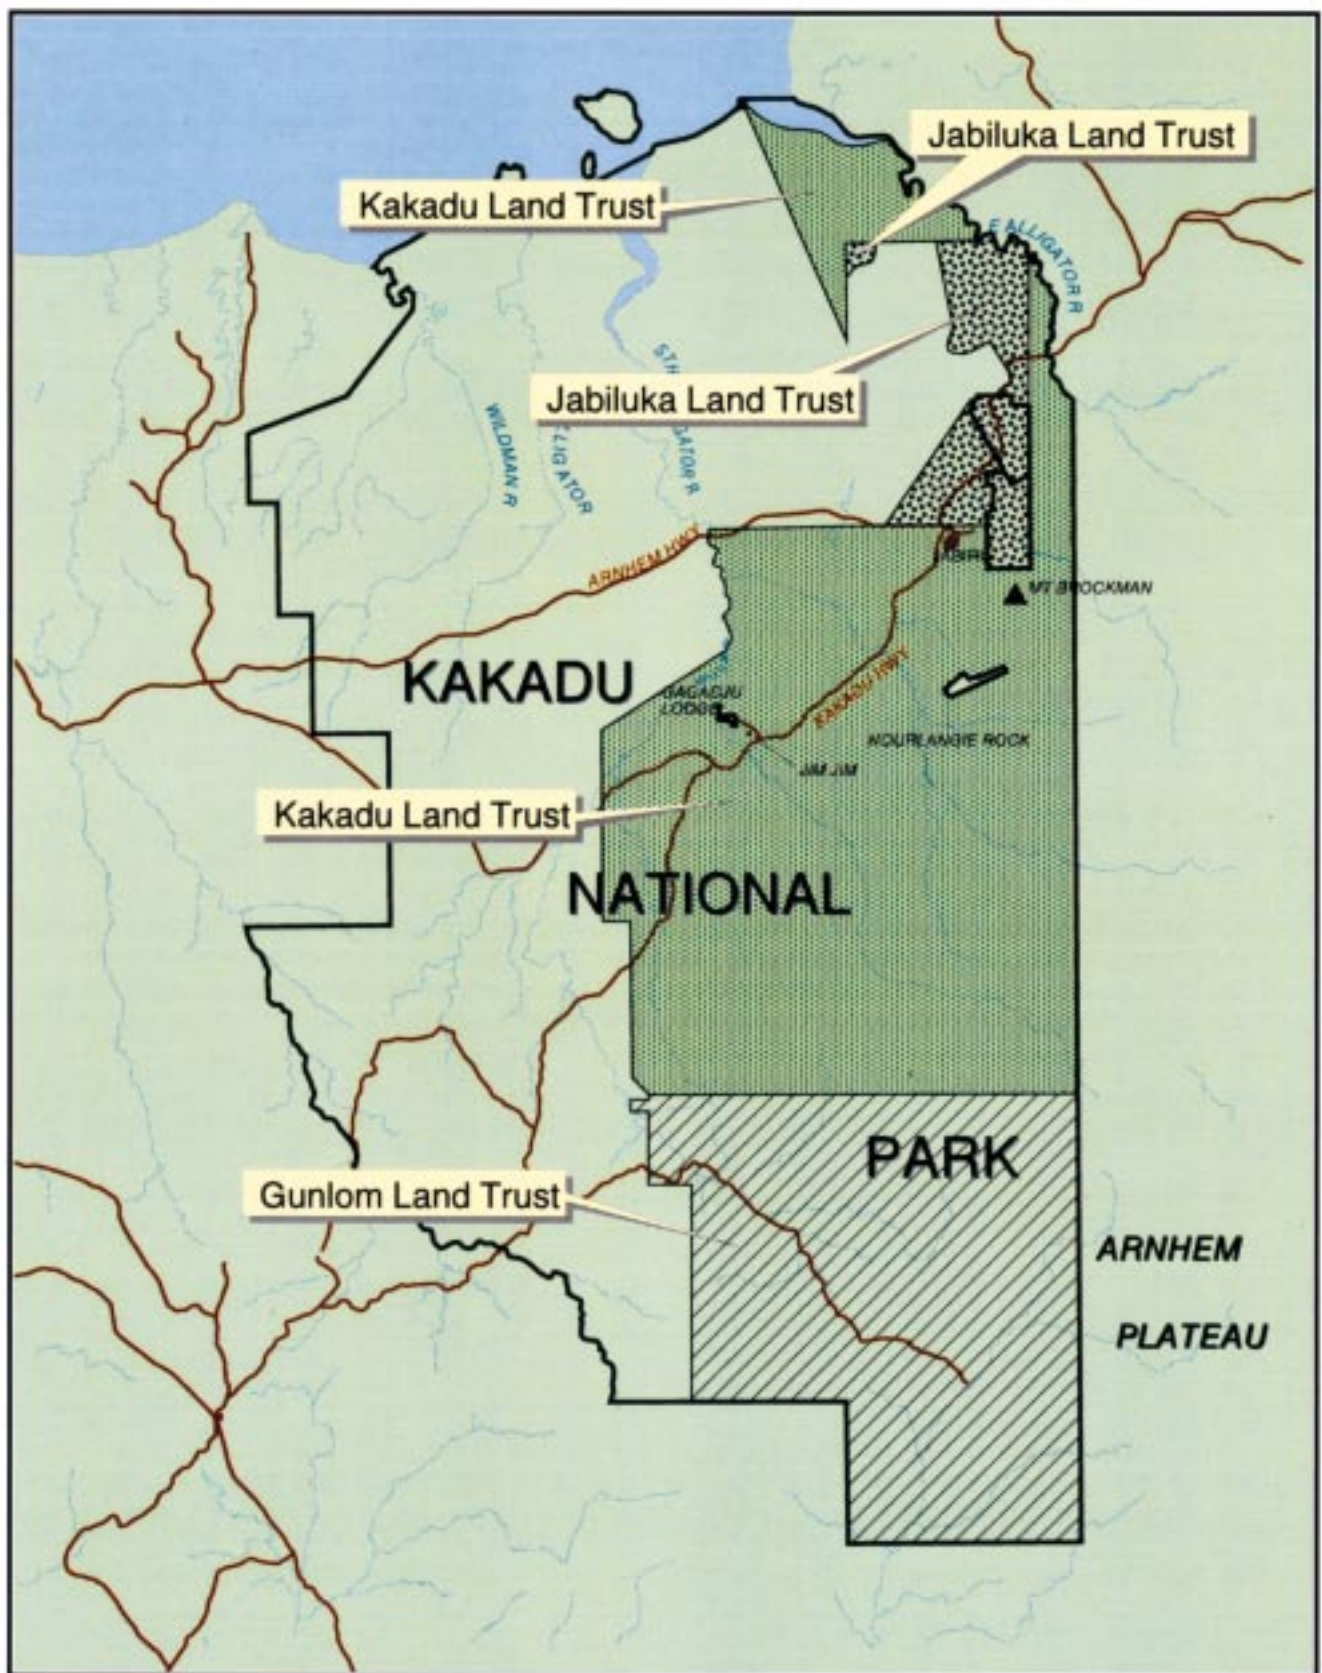 Jabiluka Land Trust
Kakadu Land Trust
E ALLIGATOR R
Jabiluka Land Trust
WILDMAN R
ARNHEM HWY
MT BROCKMAN
KAKADU
GAGADJU
LODGE
KAKADU HWY
NOURLANGIE ROCK
JIM JIM
Kakadu Land Trust
NATIONAL
PARK
Gunlom Land Trust
ARNHEM
PLATEAU